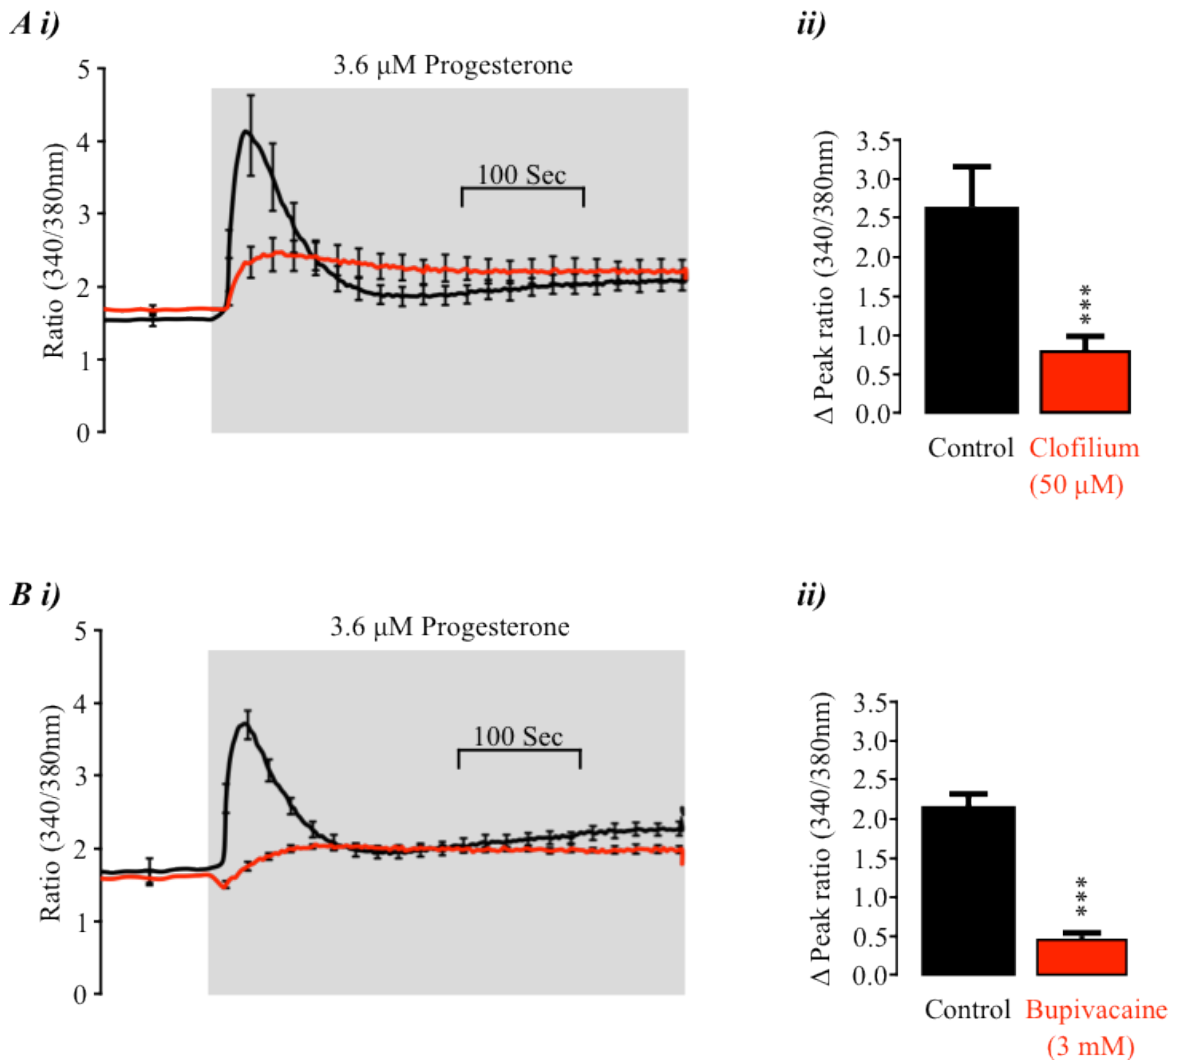 A i)
3.6 μM Progesterone
5
4
3
2
1
0
Ratio (340/380nm)
100 Sec
ii)
3.5
3.0
2.5
2.0
1.5
1.0
0.5
0.0
Δ Peak ratio (340/380nm)
***
Control
Clofilium
(50 μM)
B i)
3.6 μM Progesterone
5
4
3
2
1
0
Ratio (340/380nm)
100 Sec
ii)
3.5
3.0
2.5
2.0
1.5
1.0
0.5
0.0
Δ Peak ratio (340/380nm)
***
Control
Bupivacaine
(3 mM)